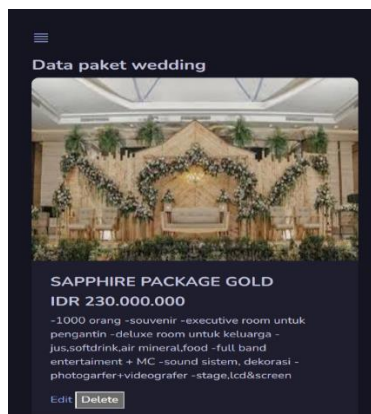 Data paket wedding
SAPPHIRE PACKAGE GOLD
IDR 230.000.000
-1000 orang -souvenir -executive room untuk
pengantin -deluxe room untuk keluarga -
jus,softdrink,air mineral,food -full band
entertaiment + MC -sound sistem, dekorasi -
photogarfer+videografer -stage,lcd&screen
Edit Delete